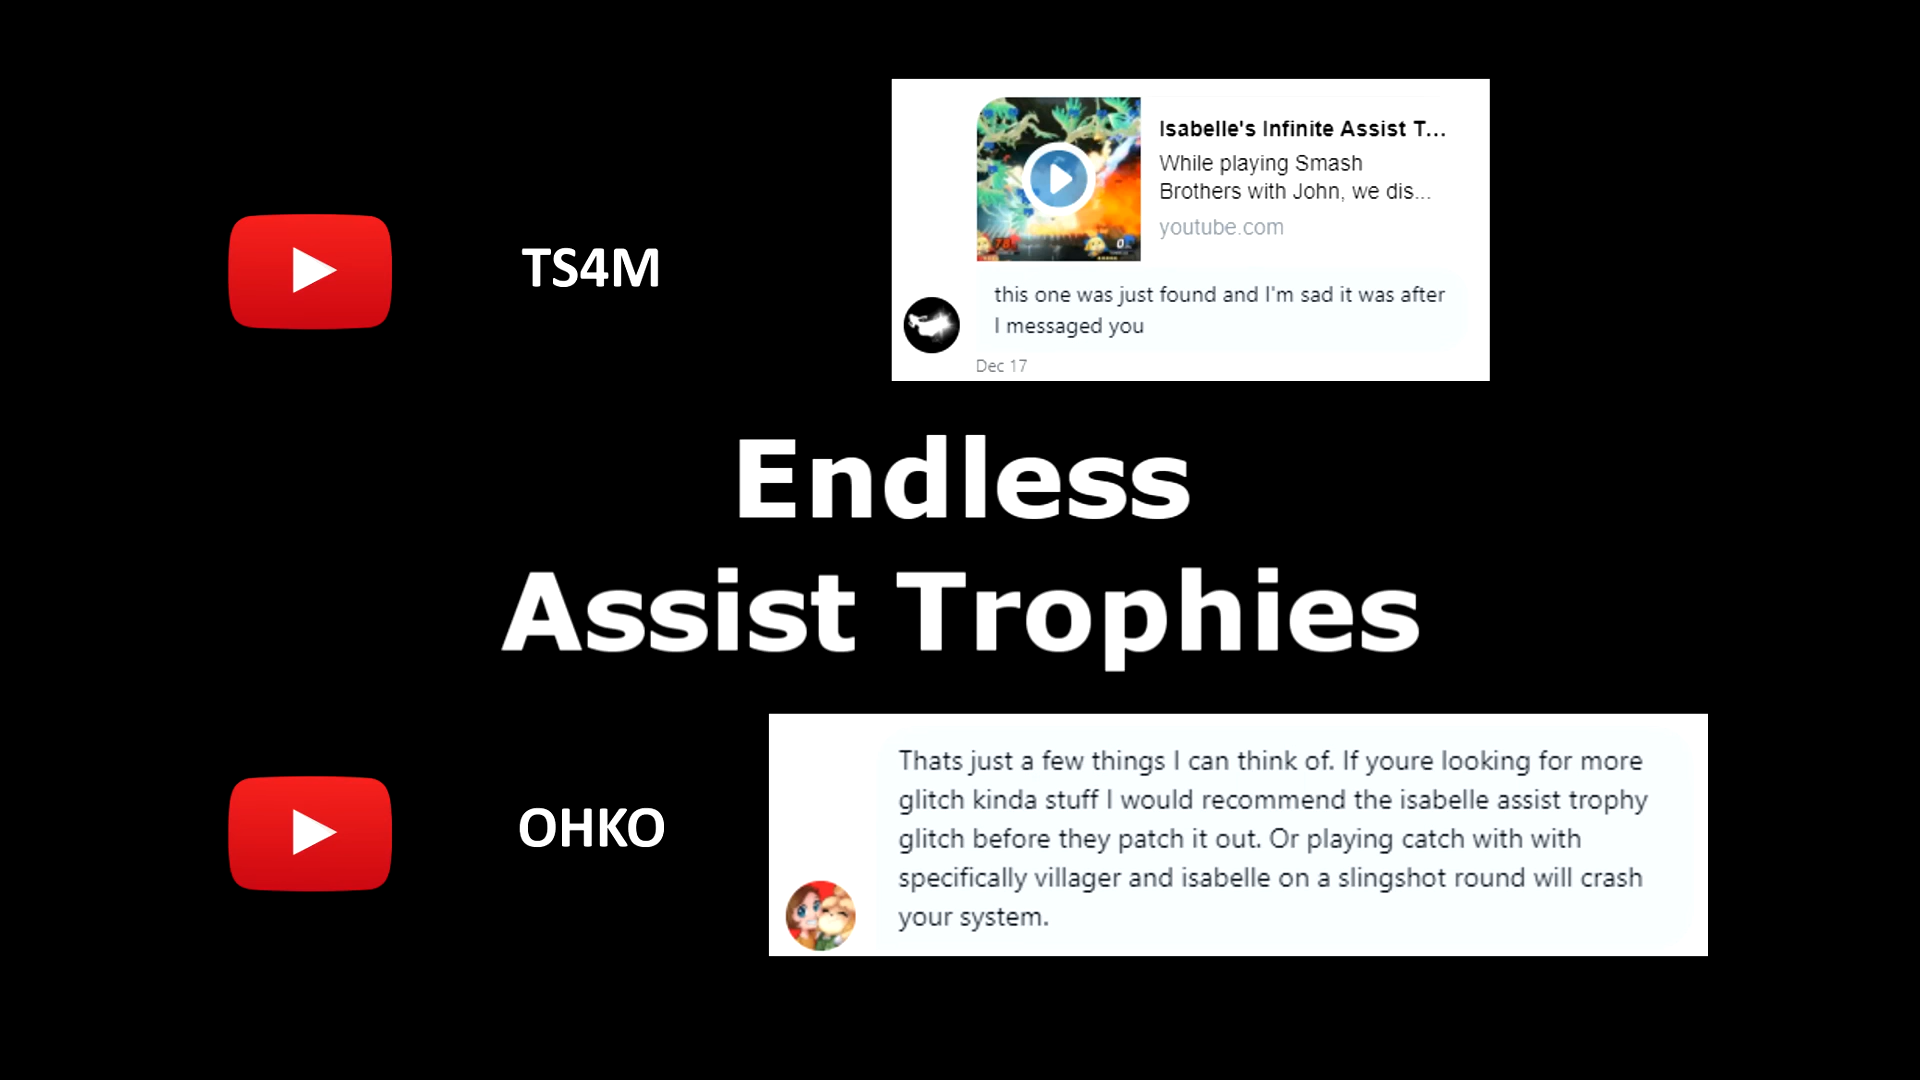 TS4M
Isabelle's Infinite Assist T...
While playing Smash
Brothers with John, we dis...
youtube.com
this one was just found and I'm sad it was after
I messaged you
Dec 17
Endless
Assist Trophies
OHKO
Thats just a few things I can think of. If youre looking for more
glitch kinda stuff I would recommend the isabelle assist trophy
glitch before they patch it out. Or playing catch with with
specifically villager and isabelle on a slingshot round will crash
your system.